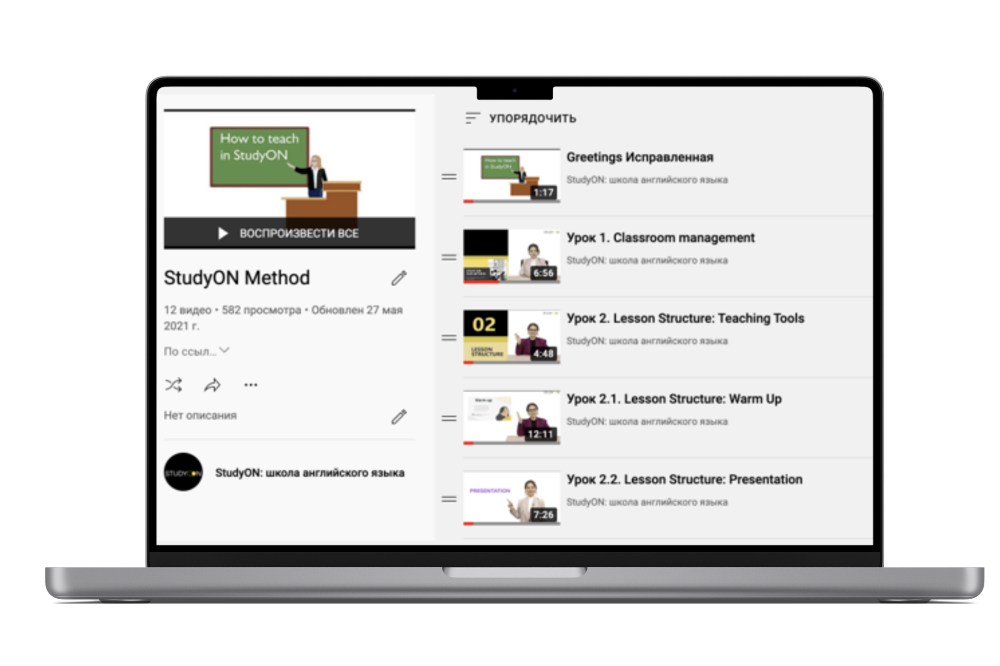 How to teach
in StudyON
ВОСПРОИЗВЕСТИ ВСЕ
StudyON Method
12 видео • 582 просмотра • Обновлен 27 мая
2021 г.
По ссыл...
Нет описания
STUDYON
StudyON: школа английского языка
УПОРЯДОЧИТЬ
How to teach
in StudyON
1:17
Greetings Исправленная
StudyON: школа английского языка
6:56
Урок 1. Classroom management
StudyON: школа английского языка
02
LESSON
STRUCTURE
4:48
Урок 2. Lesson Structure: Teaching Tools
StudyON: школа английского языка
Warm-up
12:11
Урок 2.1. Lesson Structure: Warm Up
StudyON: школа английского языка
PRESENTATION
7:26
Урок 2.2. Lesson Structure: Presentation
StudyON: школа английского языка